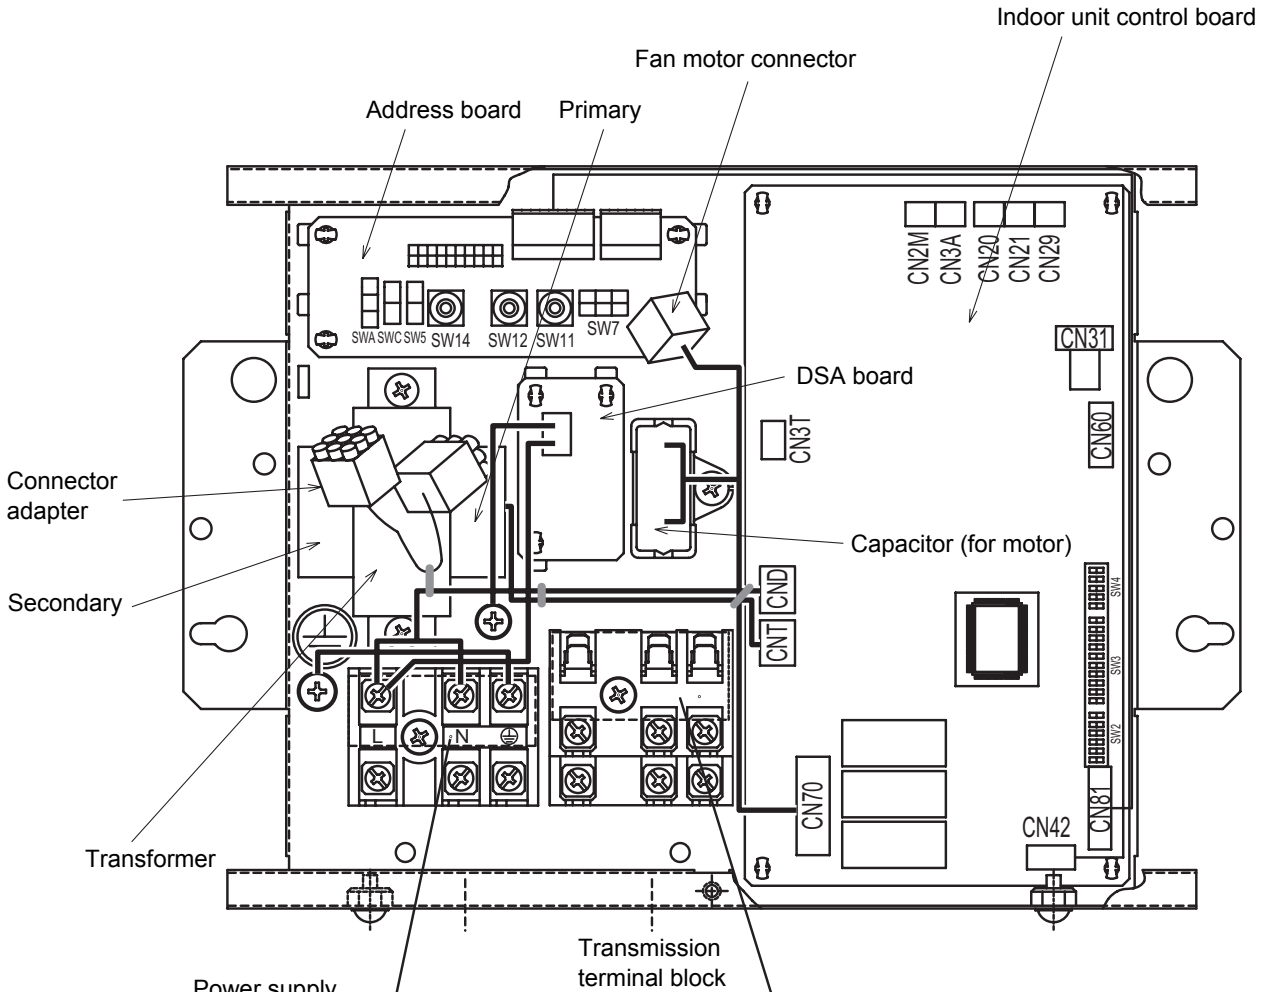 Indoor unit control board
Fan motor connector
Address board
Primary
CN2M
CN3A
CN20
CN21
CN29
SWA
SWC
SW5
SW14
SW12
SW11
SW7
CN31
DSA board
CN3T
CN60
Connector
adapter
Capacitor (for motor)
Secondary
CND
CNT
SW4
SW3
SW2
L
N
CN70
CN81
CN42
Transformer
Transmission
terminal block
Power supply